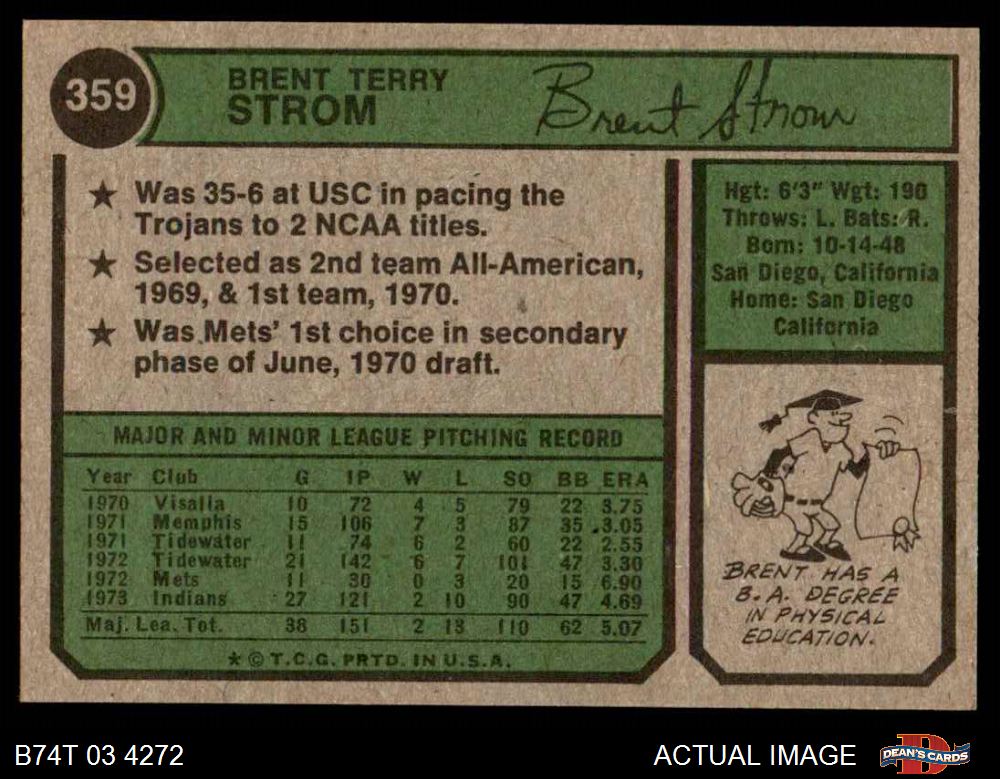 359
BRENT TERRY
STROM
Brent Strom
★ Was 35-6 at USC in pacing the
Trojans to 2 NCAA titles.
★ Selected as 2nd team All-American,
1969, & 1st team, 1970.
★ Was Mets' 1st choice in secondary
phase of June, 1970 draft.
Hgt: 6'3" Wgt: 190
Throws: L. Bats: R.
Born: 10-14-48
San Diego, California
Home: San Diego
California
MAJOR AND MINOR LEAGUE PITCHING RECORD
Year Club G IP W L SO BB ERA
1970 Visalia 10 72 4 5 79 22 3.75
1971 Memphis 15 106 7 3 87 35 3.05
1971 Tidewater 11 74 6 2 60 22 2.55
1972 Tidewater 21 142 6 7 101 47 3.30
1972 Mets 11 30 0 3 20 15 6.90
1973 Indians 27 121 2 10 90 47 4.69
Maj. Lea. Tot. 38 151 2 13 110 62 5.07
★ © T.C.G. PRTD. IN U.S.A.
BRENT HAS A
B.A. DEGREE
IN PHYSICAL
EDUCATION.
B74T 03 4272
ACTUAL IMAGE
DEAN'S CARDS